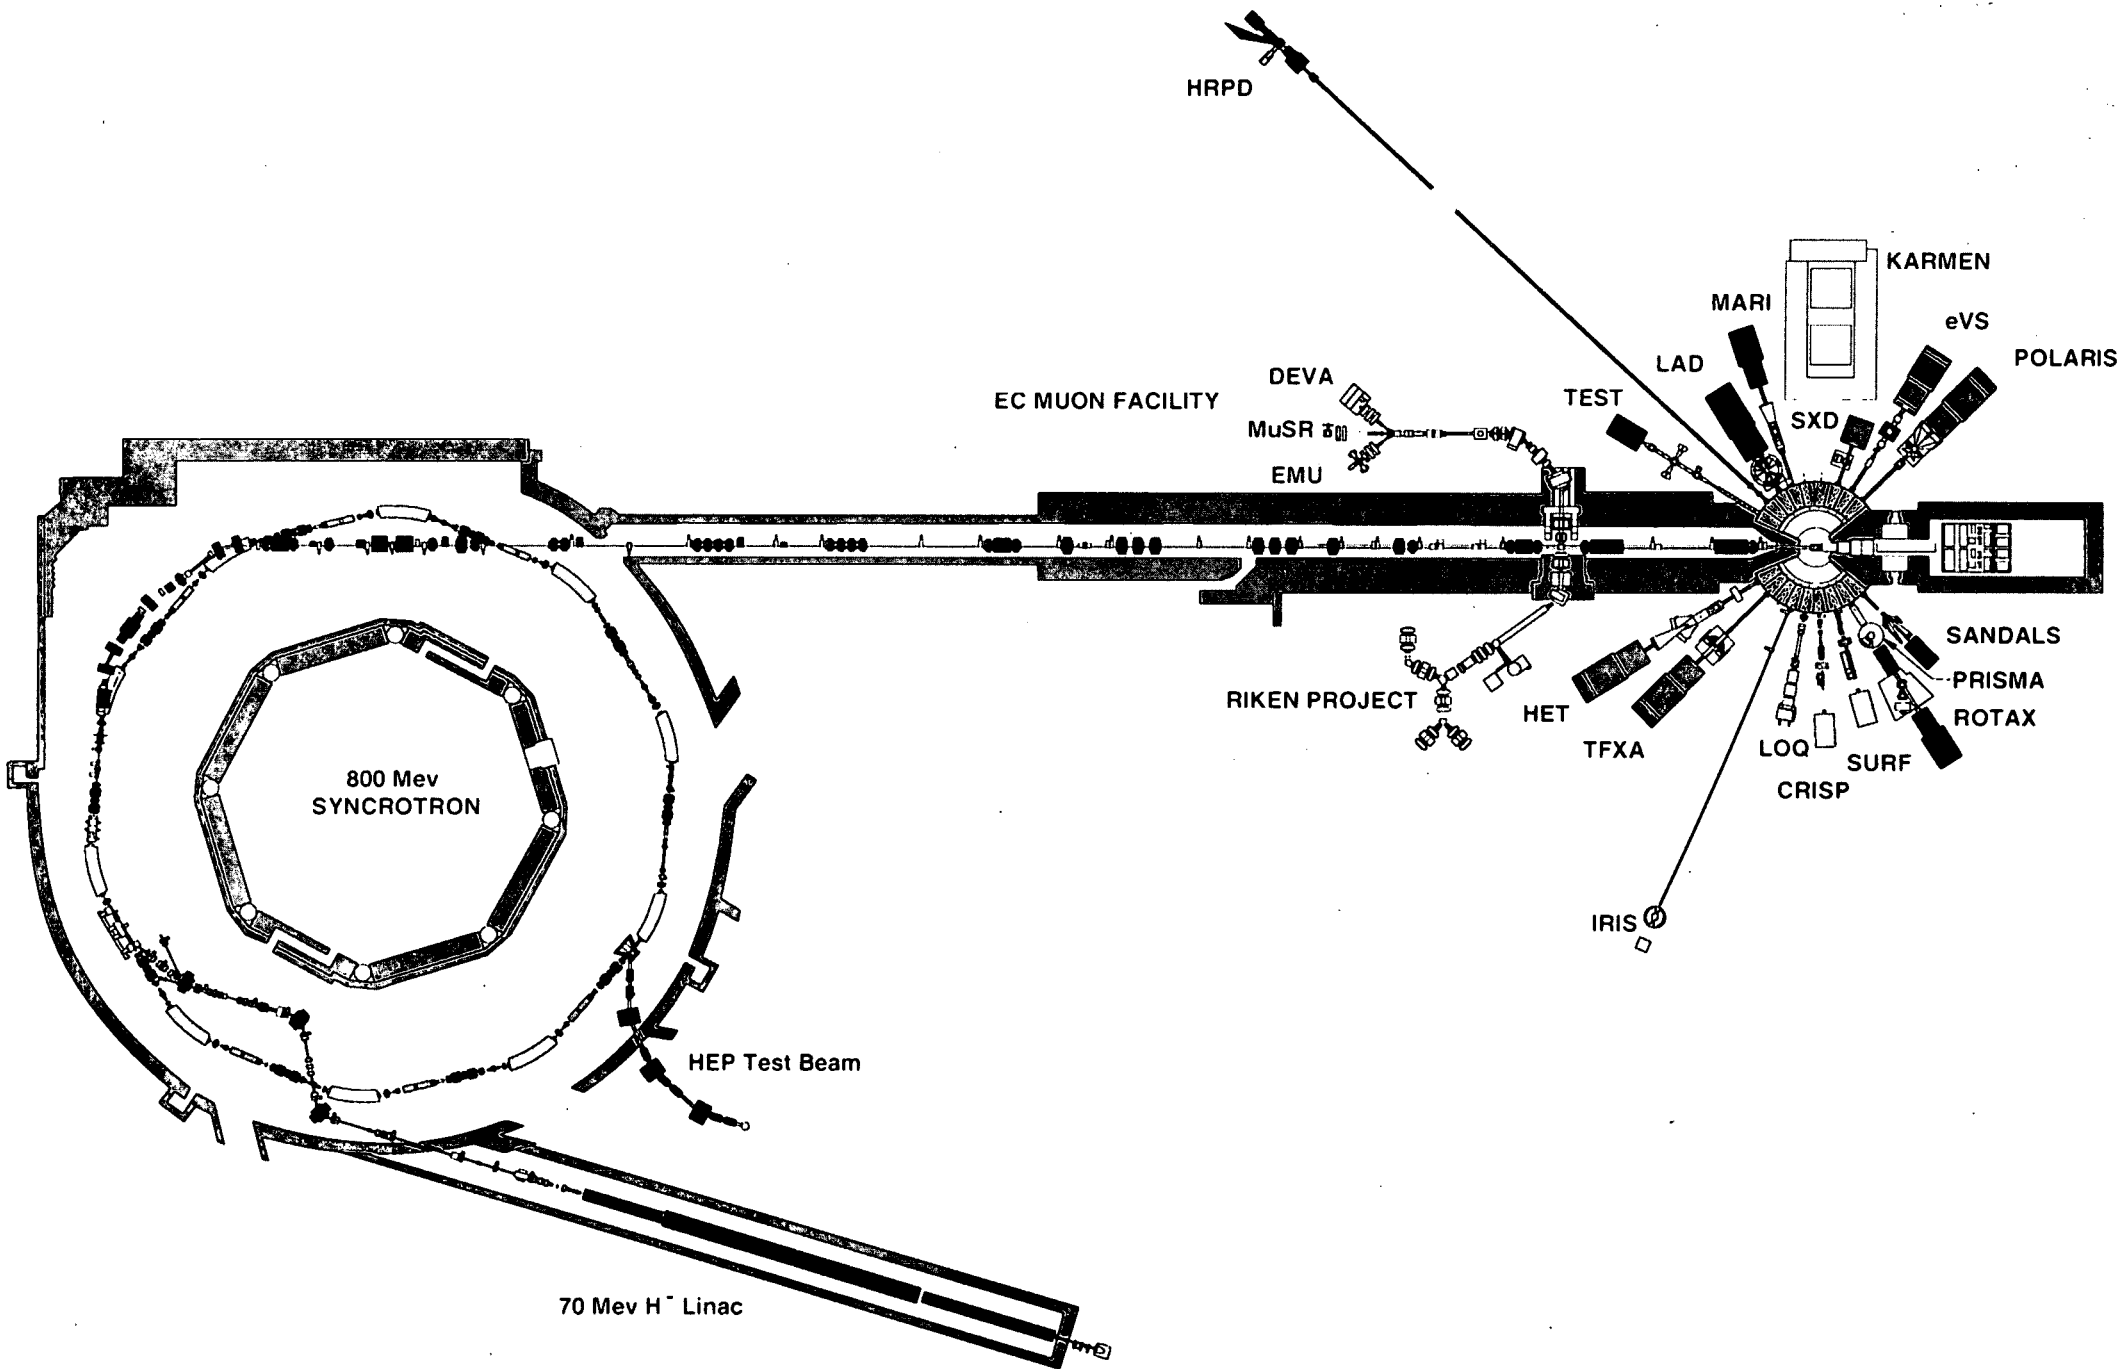 HRPD
KARMEN
MARI
eVS
LAD
POLARIS
DEVA
TEST
EC MUON FACILITY
SXD
MuSR
EMU
SANDALS
PRISMA
RIKEN PROJECT
HET
ROTAX
TFXA
LOQ
SURF
CRISP
800 Mev
SYNCROTRON
IRIS
HEP Test Beam
70 Mev H⁻ Linac